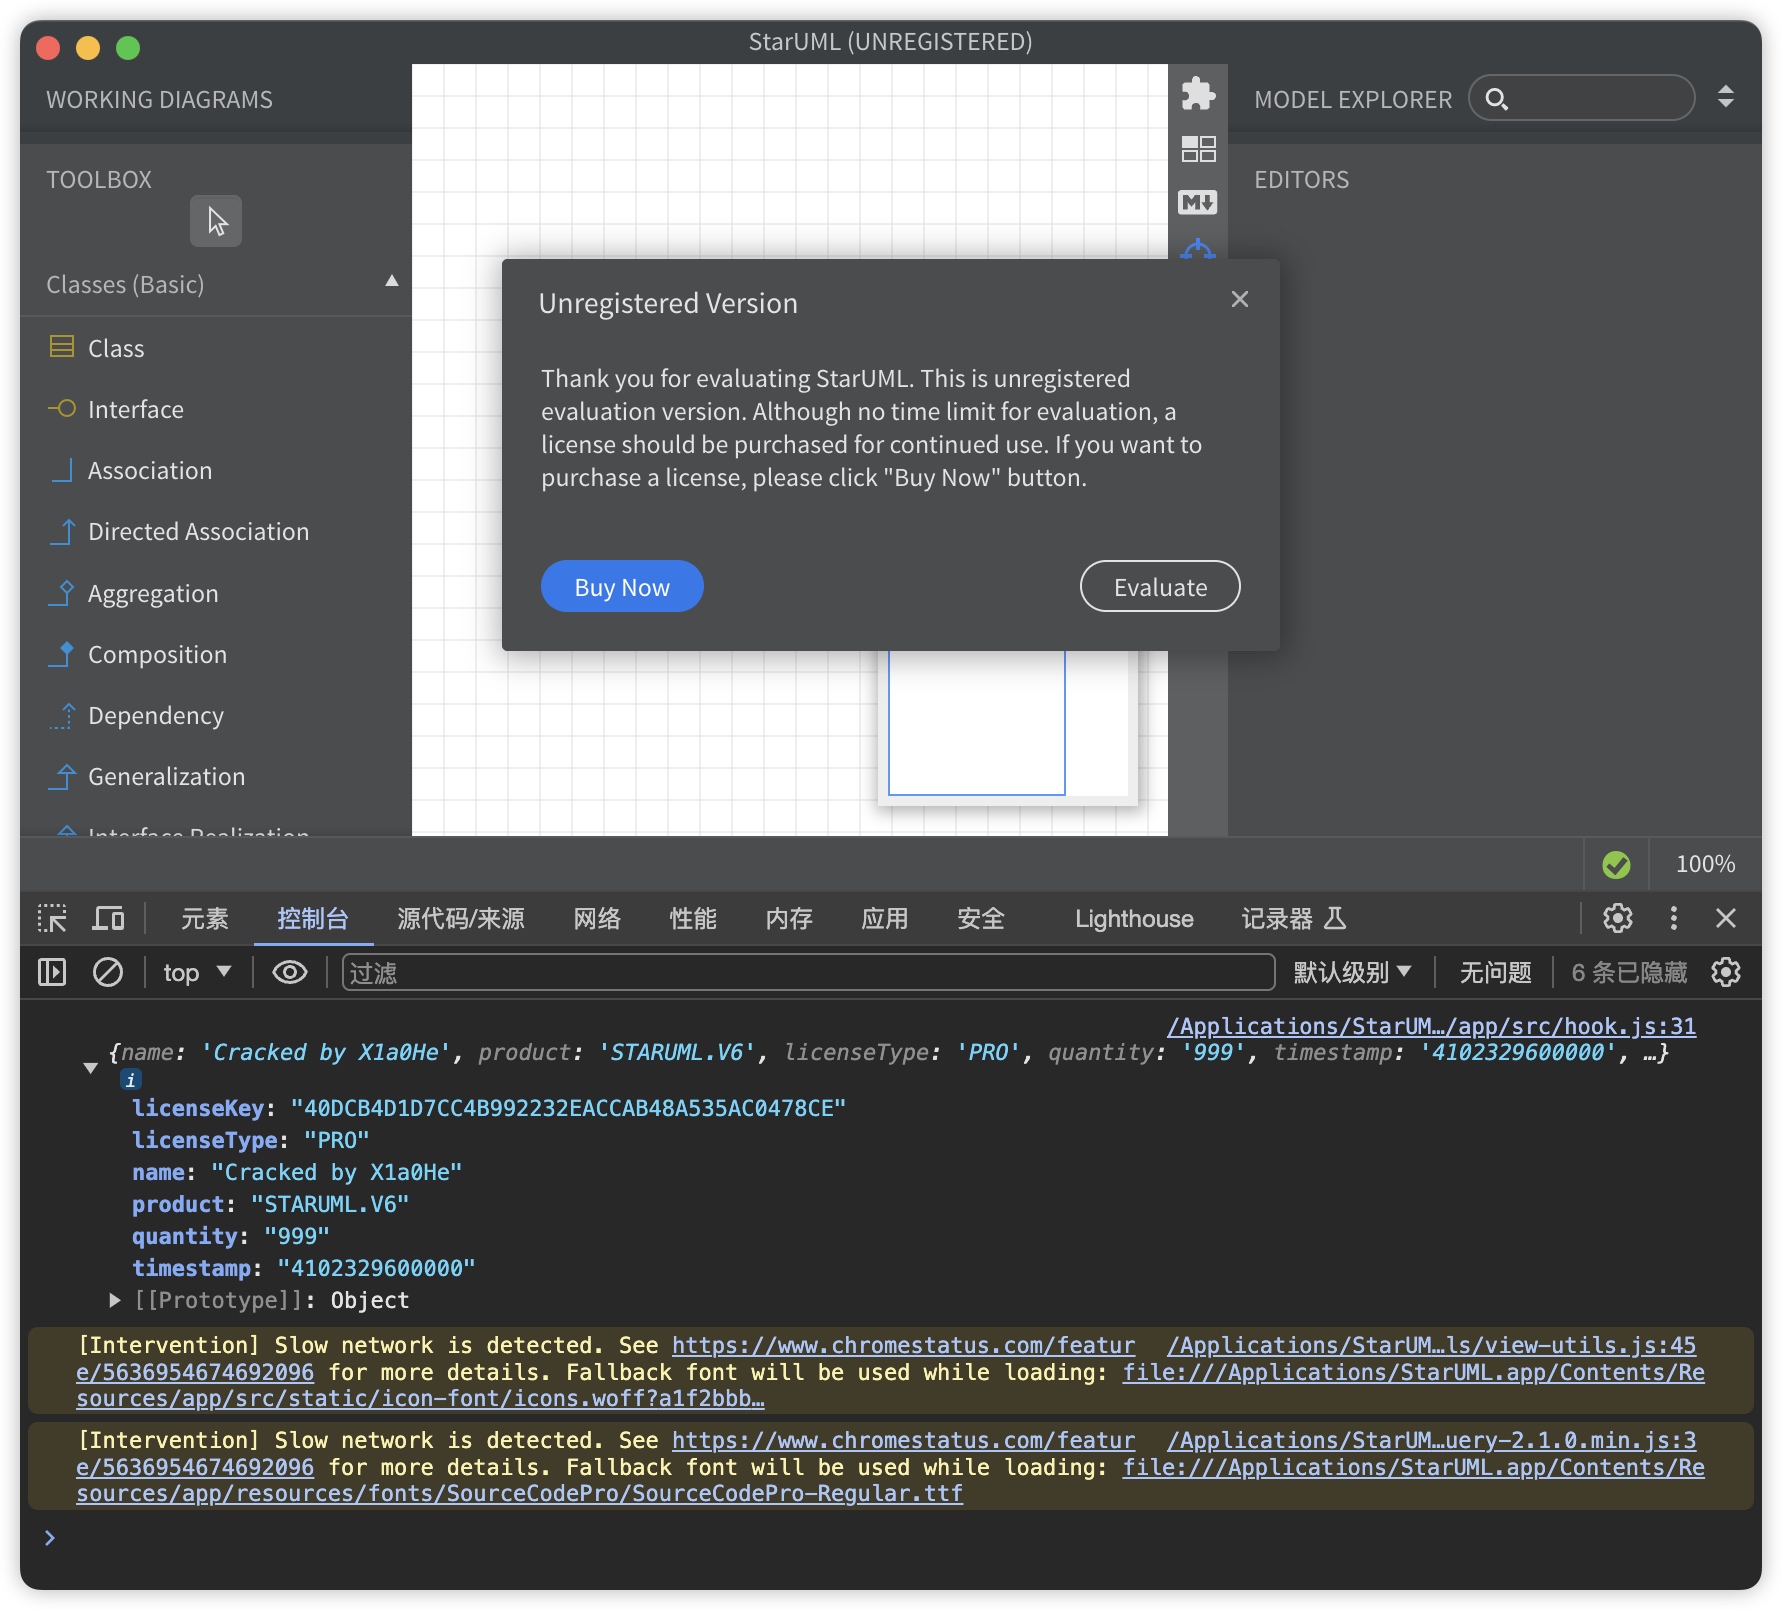 StarUML (UNREGISTERED)
WORKING DIAGRAMS
MODEL EXPLORER
TOOLBOX
EDITORS
Classes (Basic)
Class
Interface
Association
Directed Association
Aggregation
Composition
Dependency
Generalization
Interface Realization
M
Unregistered Version
Thank you for evaluating StarUML. This is unregistered
evaluation version. Although no time limit for evaluation, a
license should be purchased for continued use. If you want to
purchase a license, please click "Buy Now" button.
Buy Now
Evaluate
100%
元素
控制台
源代码/来源
网络
性能
内存
应用
安全
Lighthouse
记录器
top
过滤
默认级别
无问题
6 条已隐藏
/Applications/StarUM…/app/src/hook.js:31
{name: 'Cracked by X1a0He', product: 'STARUML.V6', licenseType: 'PRO', quantity: '999', timestamp: '4102329600000', …}
i
licenseKey: "40DCB4D1D7CC4B992232EACCAB48A535AC0478CE"
licenseType: "PRO"
name: "Cracked by X1a0He"
product: "STARUML.V6"
quantity: "999"
timestamp: "4102329600000"
[[Prototype]]: Object
[Intervention] Slow network is detected. See https://www.chromestatus.com/featur /Applications/StarUM…ls/view-utils.js:45
e/5636954674692096 for more details. Fallback font will be used while loading: file:///Applications/StarUML.app/Contents/Re
sources/app/src/static/icon-font/icons.woff?a1f2bbb…
[Intervention] Slow network is detected. See https://www.chromestatus.com/featur /Applications/StarUM…uery-2.1.0.min.js:3
e/5636954674692096 for more details. Fallback font will be used while loading: file:///Applications/StarUML.app/Contents/Re
sources/app/resources/fonts/SourceCodePro/SourceCodePro-Regular.ttf